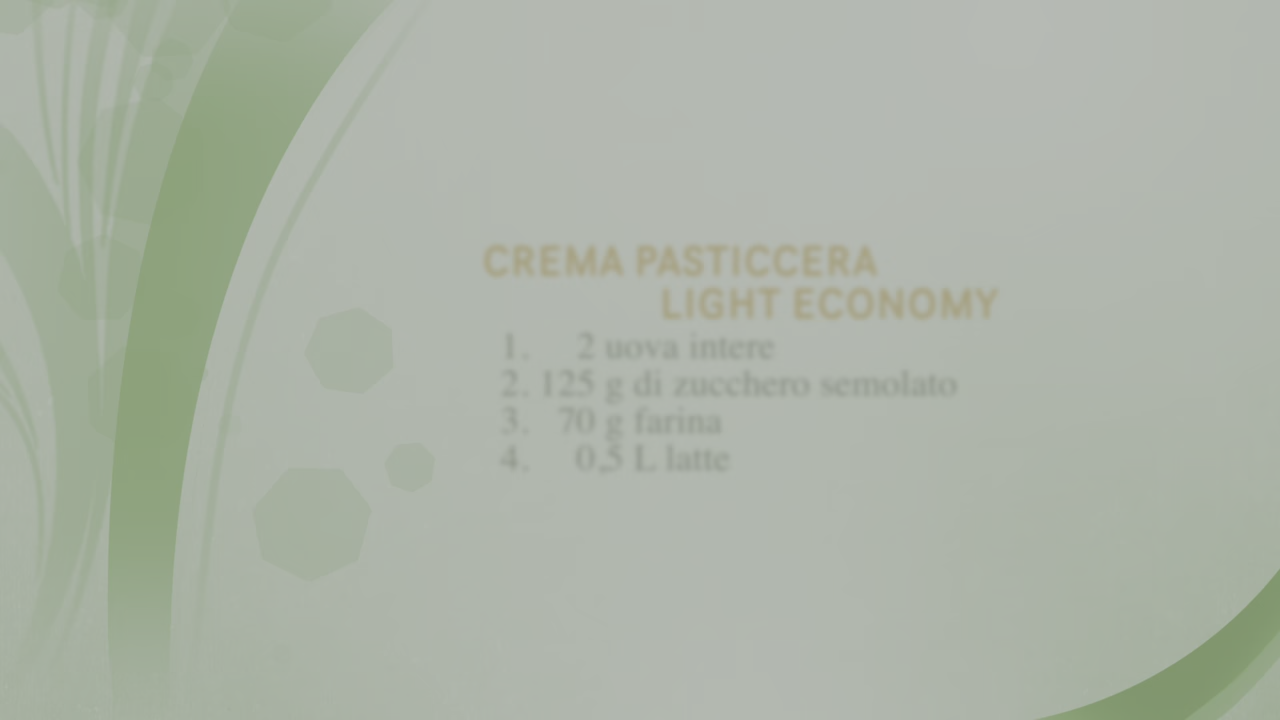 CREMA PASTICCERA
LIGHT ECONOMY
1. 2 uova intere
2. 125 g di zucchero semolato
3. 70 g farina
4. 0,5 L latte